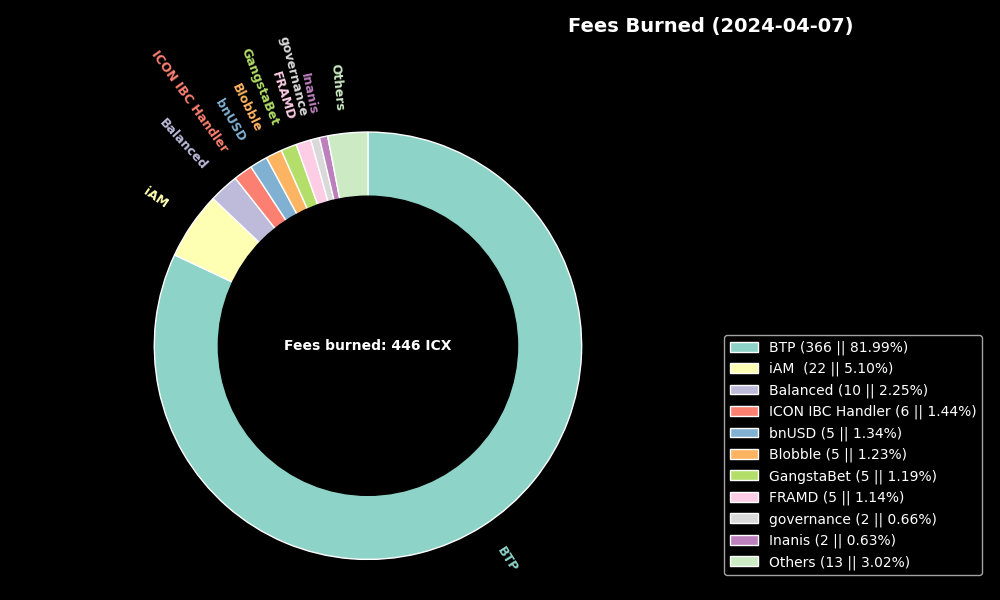 Fees Burned (2024-04-07)
Others
Inanis
governance
FRAMD
GangstaBet
Blobble
bnUSD
ICON IBC Handler
Balanced
iAM
BTP
Fees burned: 446 ICX
BTP (366 || 81.99%)
iAM  (22 || 5.10%)
Balanced (10 || 2.25%)
ICON IBC Handler (6 || 1.44%)
bnUSD (5 || 1.34%)
Blobble (5 || 1.23%)
GangstaBet (5 || 1.19%)
FRAMD (5 || 1.14%)
governance (2 || 0.66%)
Inanis (2 || 0.63%)
Others (13 || 3.02%)